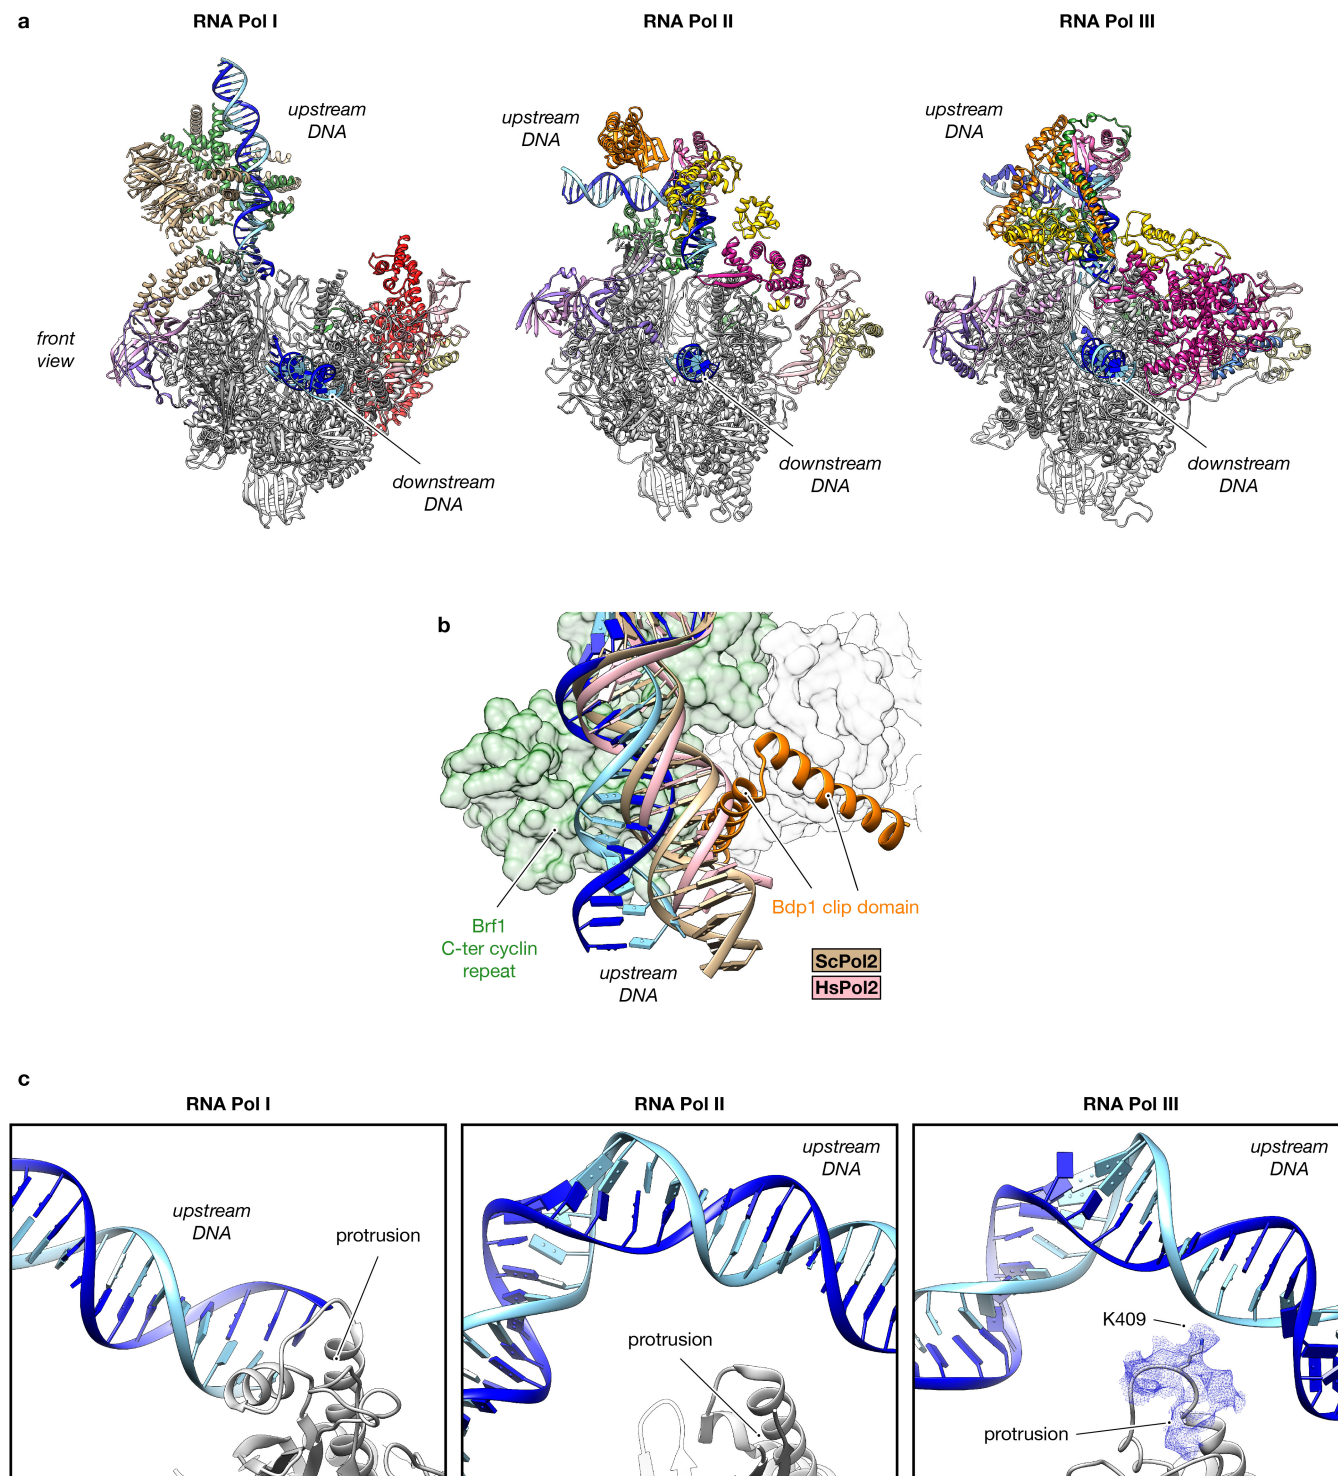 a
RNA Pol I
RNA Pol II
RNA Pol III
upstream
DNA
upstream
DNA
upstream
DNA
front
view
downstream
DNA
downstream
DNA
downstream
DNA
b
Bdp1 clip domain
Brf1
C-ter cyclin
repeat
upstream
DNA
ScPol2
HsPol2
c
RNA Pol I
RNA Pol II
RNA Pol III
upstream
DNA
protrusion
upstream
DNA
protrusion
upstream
DNA
K409
protrusion